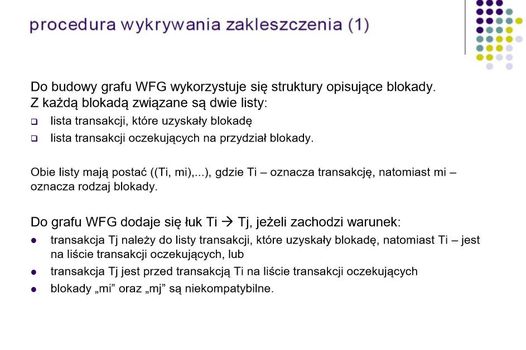 procedura wykrywania zakleszczenia (1)
Do budowy grafu WFG wykorzystuje się struktury opisujące blokady.
Z każdą blokadą związane są dwie listy:
lista transakcji, które uzyskały blokadę
lista transakcji oczekujących na przydział blokady.
Obie listy mają postać ((Ti, mi),...), gdzie Ti – oznacza transakcję, natomiast mi –
oznacza rodzaj blokady.
Do grafu WFG dodaje się łuk Ti → Tj, jeżeli zachodzi warunek:
transakcja Tj należy do listy transakcji, które uzyskały blokadę, natomiast Ti – jest
na liście transakcji oczekujących, lub
transakcja Tj jest przed transakcją Ti na liście transakcji oczekujących
blokady „mi” oraz „mj” są niekompatybilne.